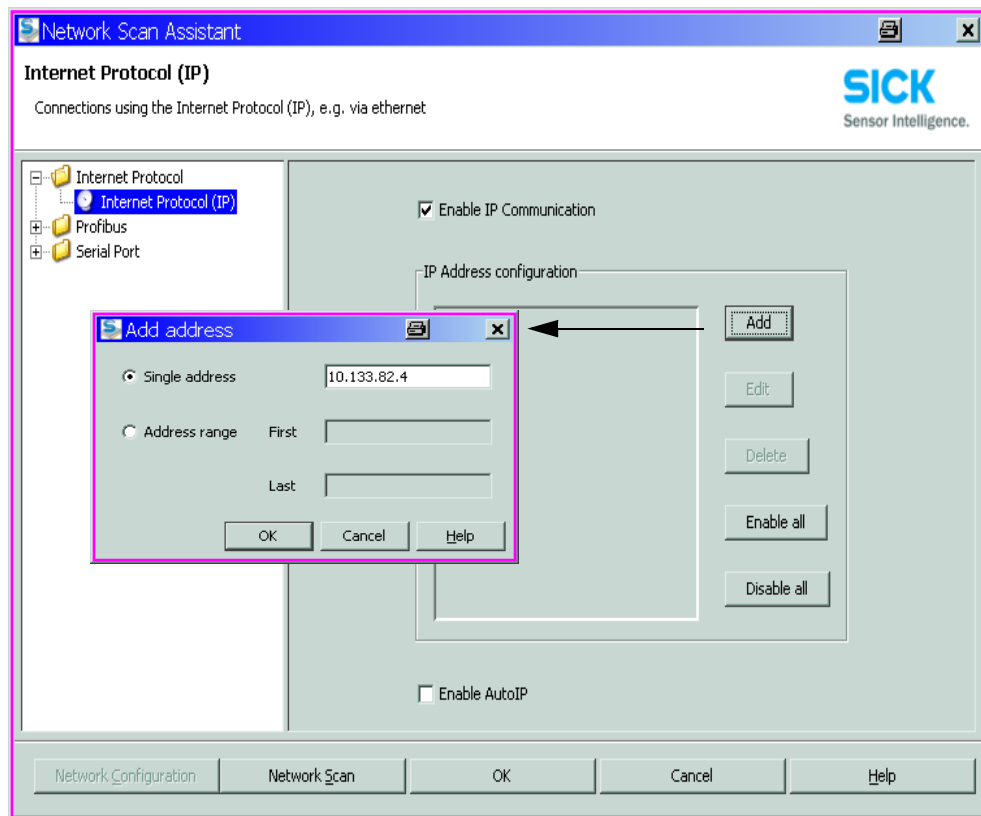 Network Scan Assistant
Internet Protocol (IP)
Connections using the Internet Protocol (IP), e.g. via ethernet
SICK
Sensor Intelligence.
Internet Protocol
Internet Protocol (IP)
Profibus
Serial Port
Enable IP Communication
IP Address configuration
Add
Edit
Delete
Enable all
Disable all
Add address
Single address 10.133.82.4
Address range First
Last
OK Cancel Help
Enable AutoIP
Network Configuration Network Scan OK Cancel Help